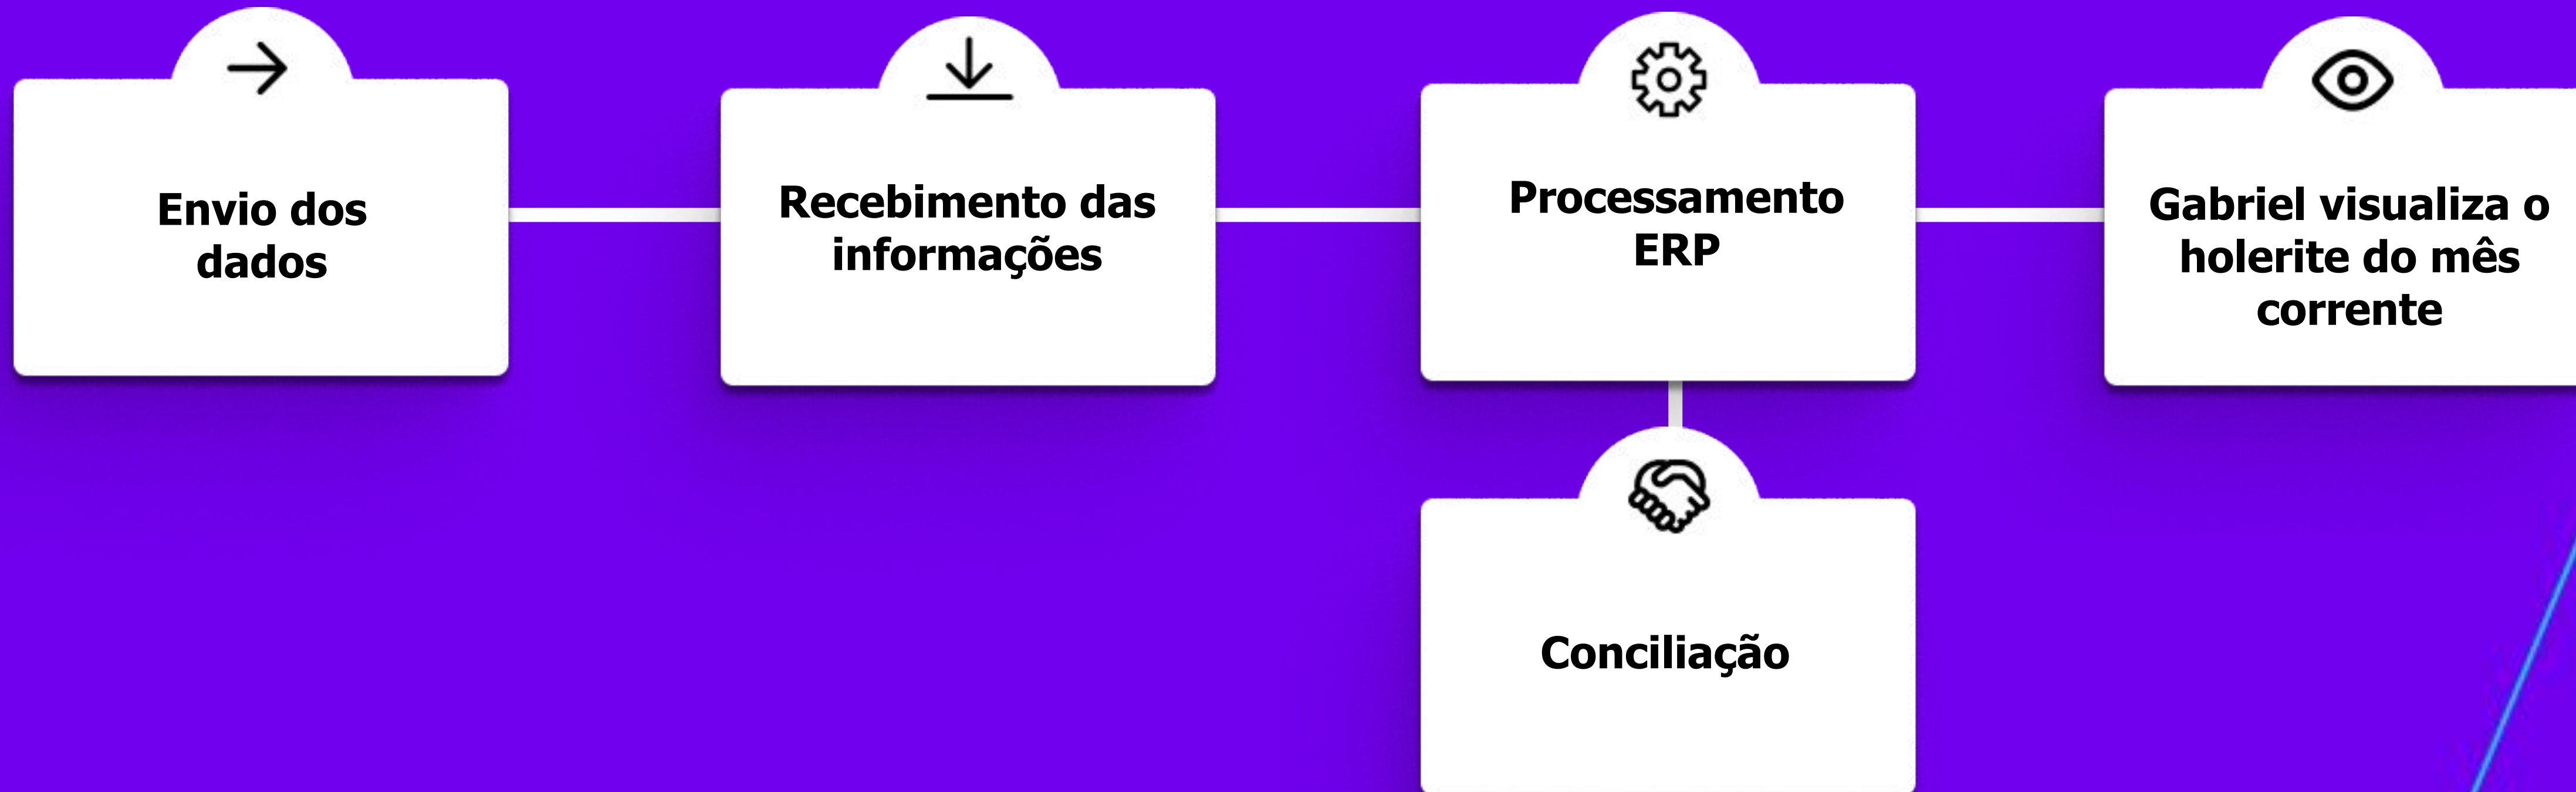 Envio dos
dados
Recebimento das
informações
Processamento
ERP
Gabriel visualiza o
holerite do mês
corrente
Conciliação